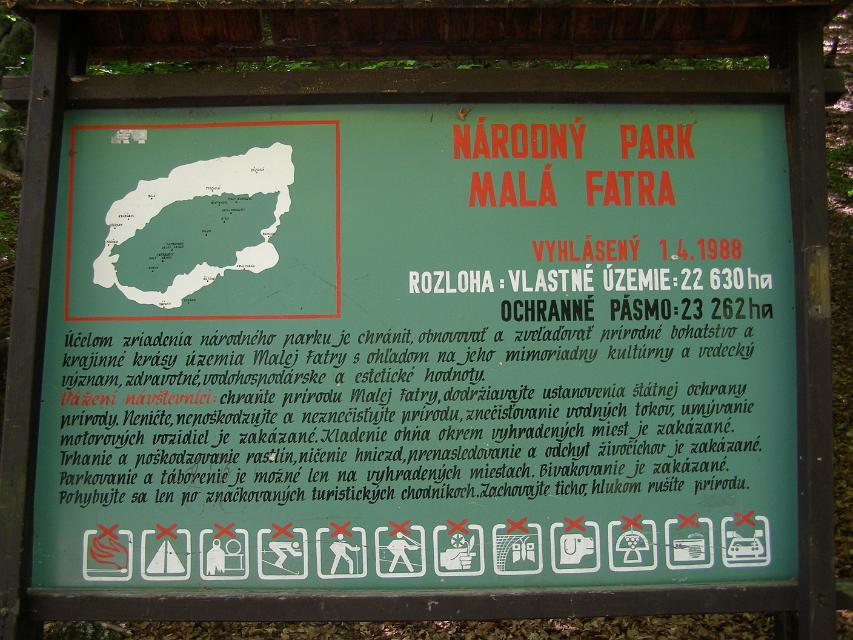 NÁRODNÝ PARK
MALÁ FATRA
VYHLÁSENÝ 1.4.1988
ROZLOHA: VLASTNÉ ÚZEMIE: 22 630 ha
OCHRANNÉ PÁSMO: 23 262 ha
Účelom zriadenia národného parku je chrániť, obnovovať a zveľaďovať prírodné bohatstvo a
krajinné krásy územia Malej Fatry s ohľadom na jeho mimoriadny kultúrny a vedecký
význam, zdravotné, vodohospodárske a estetické hodnoty.
Vážení návštevníci: chráňte prírodu Malej Fatry, dodržiavajte ustanovenia štátnej ochrany
prírody. Neničte, nepoškodzujte a neznečisťujte prírodu, znečisťovanie vodných tokov, umývanie
motorových vozidiel je zakázané. Kladenie ohňa okrem vyhradených miest je zakázané.
Trhanie a poškodzovanie rastlín, ničenie hniezd, prenasledovanie a odchyt živočíchov je zakázané.
Parkovanie a táborenie je možné len na vyhradených miestach. Bivakovanie je zakázané.
Pohybujte sa len po značkovaných turistických chodníkoch. Zachovajte ticho, hlukom rušíte prírodu.